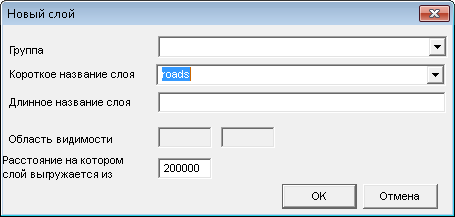 Новый слой
Группа
Короткое название слоя
roads
Длинное название слоя
Область видимости
Расстояние на котором
слой выгружается из
200000
OK
Отмена